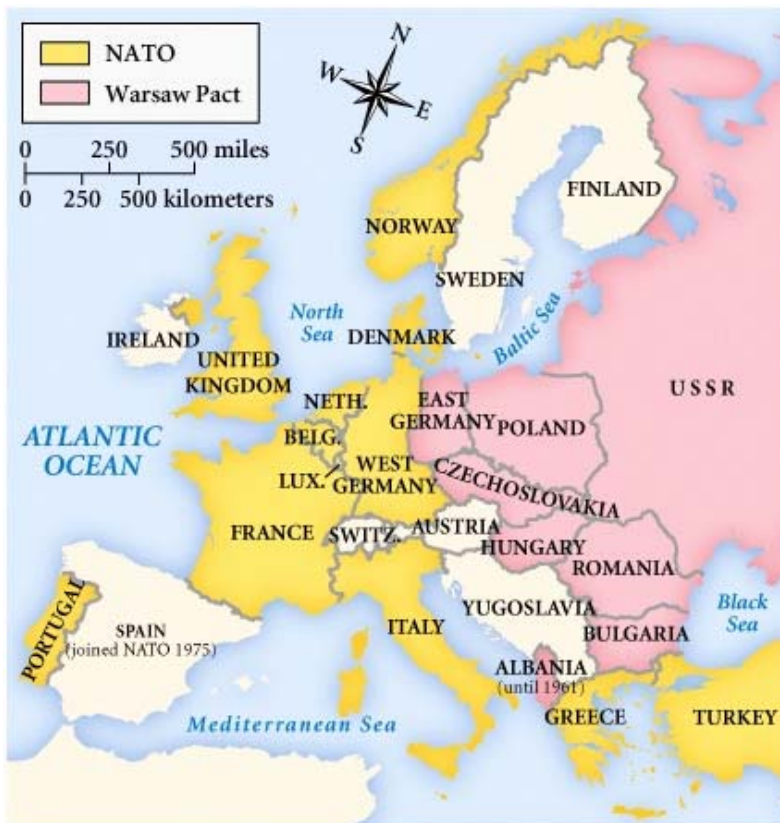 NATO
Warsaw Pact
N
W
E
S
0 250 500 miles
0 250 500 kilometers
FINLAND
NORWAY
SWEDEN
North
Sea
Baltic Sea
IRELAND
DENMARK
UNITED
KINGDOM
USSR
NETH.
EAST
GERMANY
POLAND
ATLANTIC
OCEAN
BELG.
LUX.
WEST
GERMANY
CZECHOSLOVAKIA
FRANCE
SWITZ.
AUSTRIA
HUNGARY
ROMANIA
PORTUGAL
SPAIN
(joined NATO 1975)
ITALY
YUGOSLAVIA
Black
Sea
BULGARIA
ALBANIA
(until 1961)
Mediterranean Sea
GREECE
TURKEY